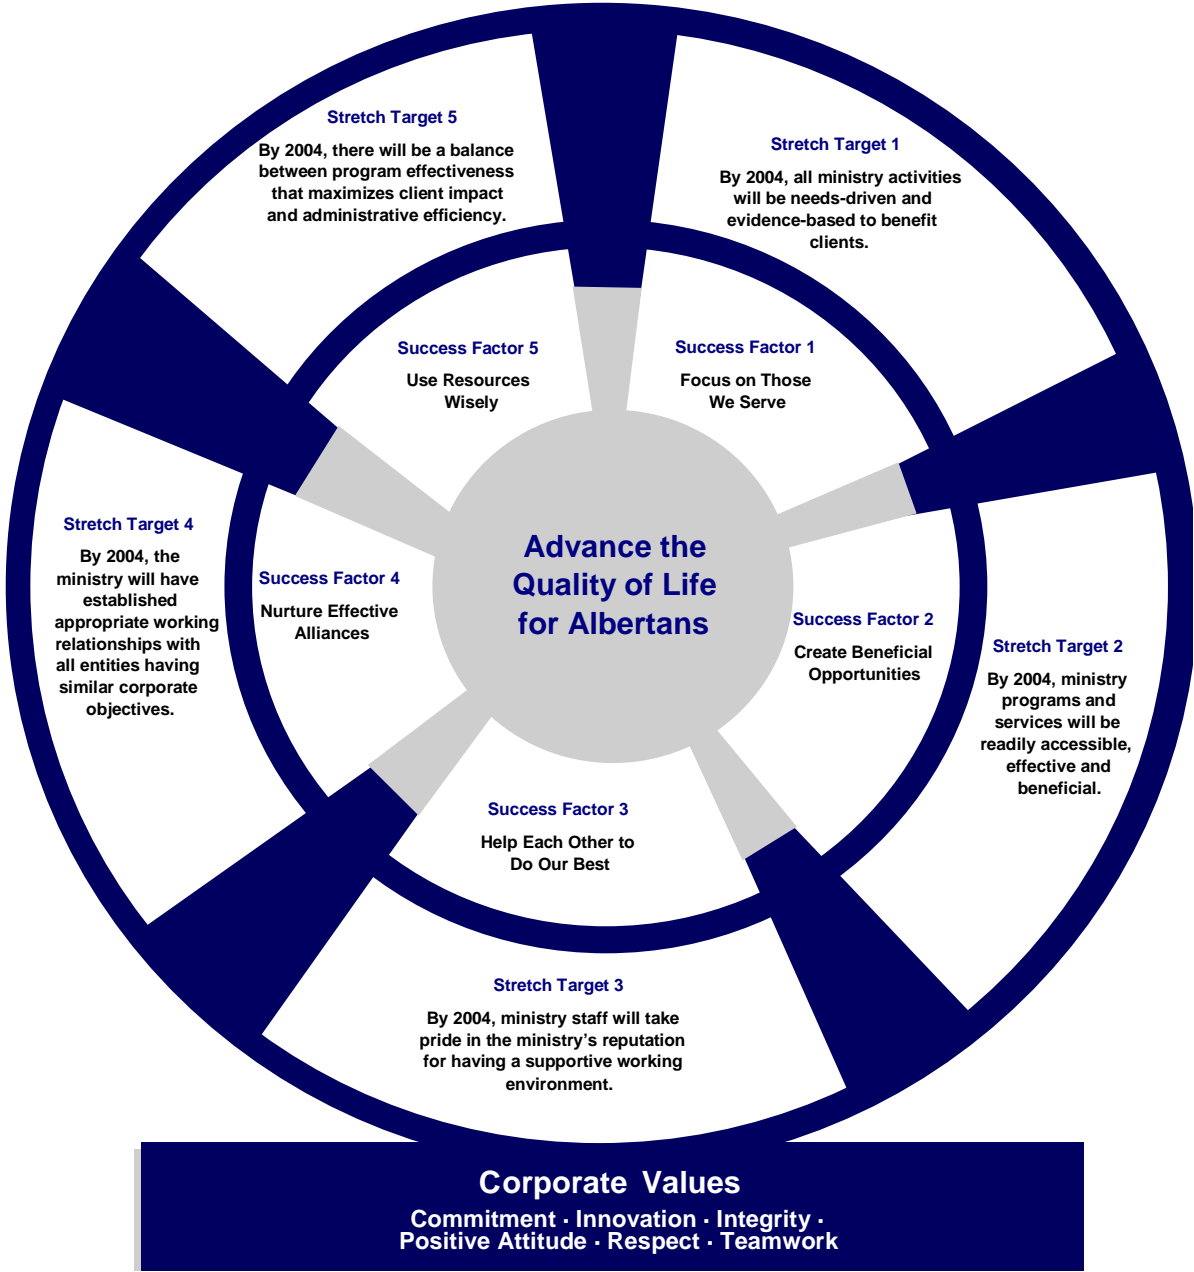 Stretch Target 5
By 2004, there will be a balance
between program effectiveness
that maximizes client impact
and administrative efficiency.
Stretch Target 1
By 2004, all ministry activities
will be needs-driven and
evidence-based to benefit
clients.
Success Factor 5
Use Resources
Wisely
Success Factor 1
Focus on Those
We Serve
Stretch Target 4
By 2004, the
ministry will have
established
appropriate working
relationships with
all entities having
similar corporate
objectives.
Success Factor 4
Nurture Effective
Alliances
Advance the
Quality of Life
for Albertans
Success Factor 2
Create Beneficial
Opportunities
Stretch Target 2
By 2004, ministry
programs and
services will be
readily accessible,
effective and
beneficial.
Success Factor 3
Help Each Other to
Do Our Best
Stretch Target 3
By 2004, ministry staff will take
pride in the ministry’s reputation
for having a supportive working
environment.
Corporate Values
Commitment · Innovation · Integrity ·
Positive Attitude · Respect · Teamwork